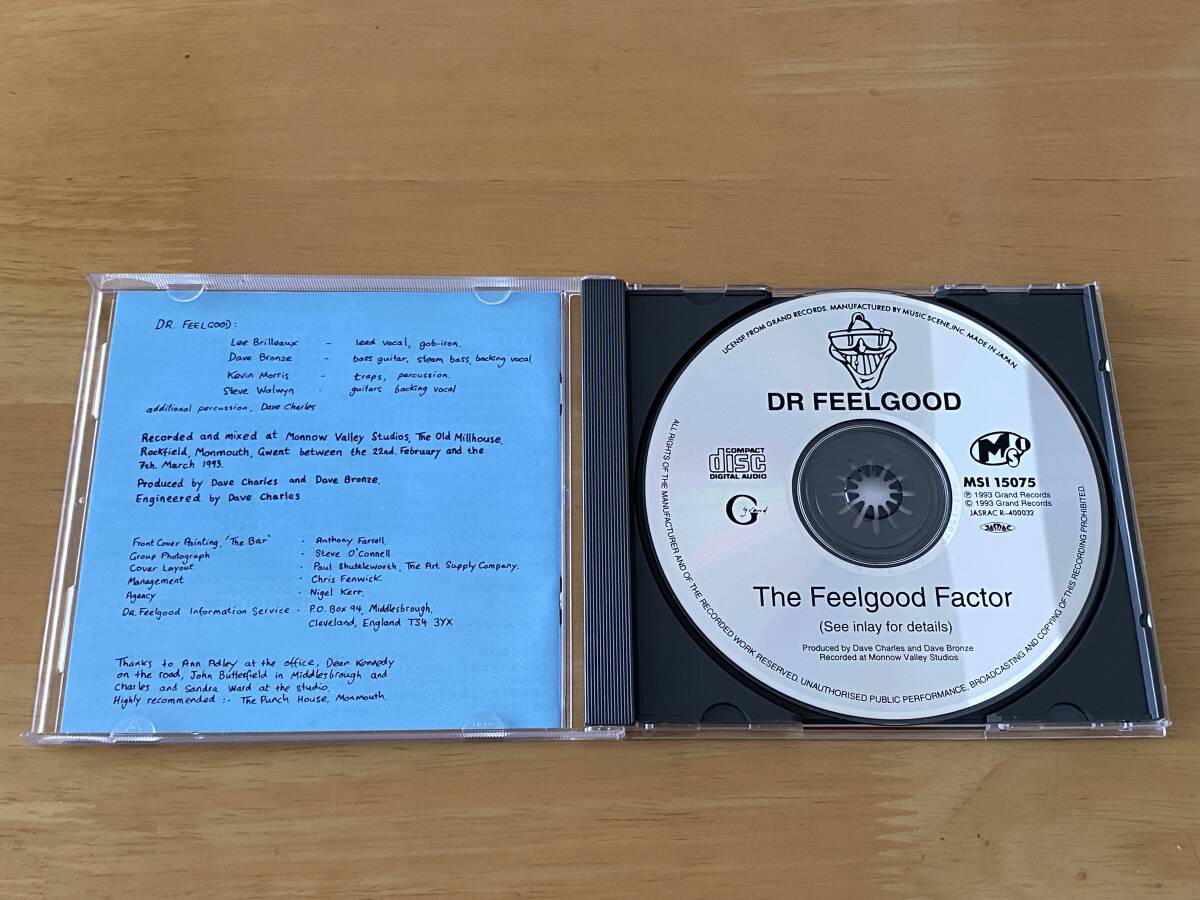 DR. FEELGOOD:
Lee Brilleaux - lead vocal, gob-iron.
Dave Bronze - bass guitar, steam bass, backing vocal
Kevin Morris - traps, percussion.
Steve Walwyn - guitars backing vocal
additional percussion, Dave Charles
Recorded and mixed at Monnow Valley Studios, The Old Millhouse,
Rockfield, Monmouth, Gwent between the 22nd. February and the
7th. March 1993.
Produced by Dave Charles and Dave Bronze.
Engineered by Dave Charles
Front Cover Painting, 'The Bar' - Anthony Farrell.
Group Photograph - Steve O'Connell
Cover Layout - Paul Shuttleworth, The Art Supply Company.
Management - Chris Fenwick.
Agency - Nigel Kerr.
Dr. Feelgood Information Service - P.O. Box 94, Middlesbrough,
Cleveland, England TS4 3YX
Thanks to Ann Adley at the office, Dean Kennedy
on the road, John Butterfield in Middlesbrough and
Charles and Sandra Ward at the studio.
Highly recommended :- The Punch House, Monmouth.
LICENSE FROM GRAND RECORDS. MANUFACTURED BY MUSIC SCENE, INC. MADE IN JAPAN.
DR FEELGOOD
COMPACT
disc
DIGITAL AUDIO
G
MSI
MSI 15075
℗ 1993 Grand Records
© 1993 Grand Records
JASRAC R-400032
JASRAC
The Feelgood Factor
(See inlay for details)
Produced by Dave Charles and Dave Bronze
Recorded at Monnow Valley Studios
ALL RIGHTS OF THE MANUFACTURER AND OF THE RECORDED WORK RESERVED. UNAUTHORISED PUBLIC PERFORMANCE, BROADCASTING AND COPYING OF THIS RECORDING PROHIBITED.